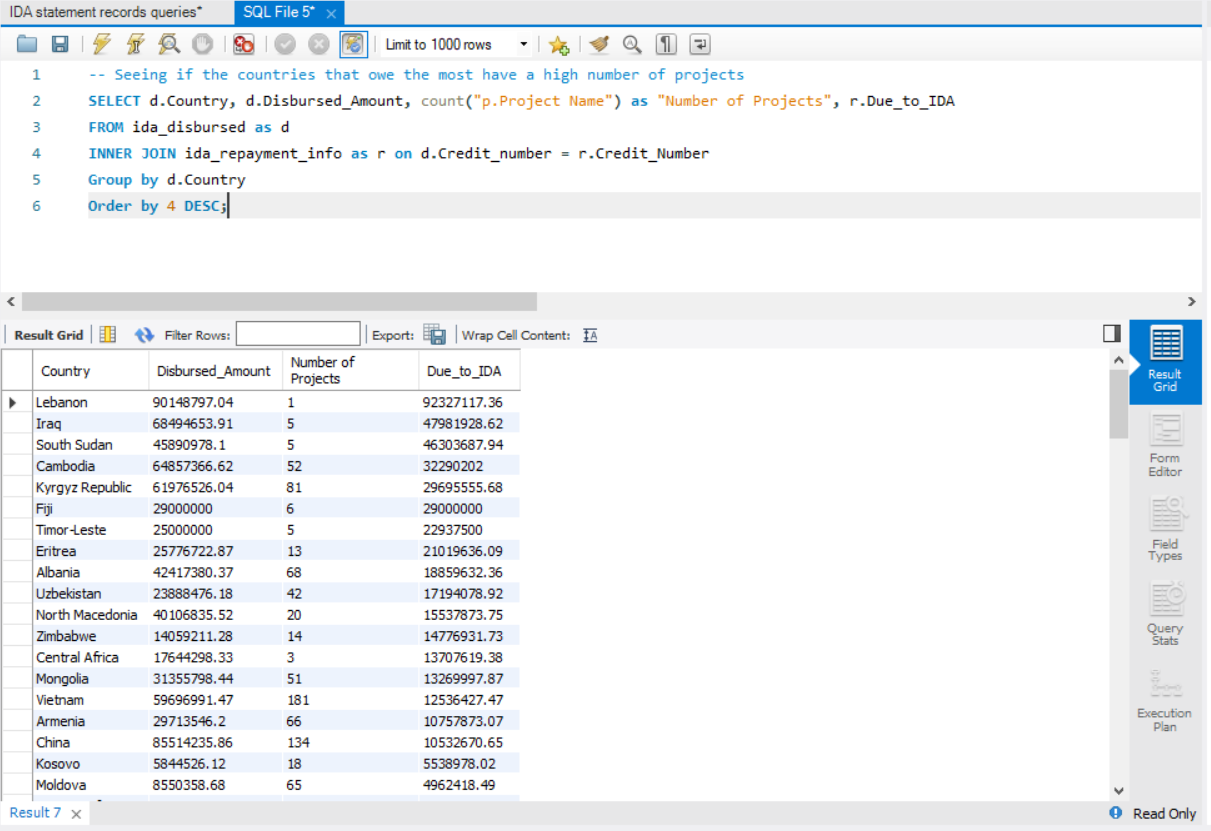 IDA statement records queries*
SQL File 5*
Limit to 1000 rows
1 -- Seeing if the countries that owe the most have a high number of projects
2 SELECT d.Country, d.Disbursed_Amount, count("p.Project Name") as "Number of Projects", r.Due_to_IDA
3 FROM ida_disbursed as d
4 INNER JOIN ida_repayment_info as r on d.Credit_number = r.Credit_Number
5 Group by d.Country
6 Order by 4 DESC;
Result Grid Filter Rows: Export: Wrap Cell Content:
Country Disbursed_Amount Number of Projects Due_to_IDA
Lebanon 90148797.04 1 92327117.36
Iraq 68494653.91 5 47981928.62
South Sudan 45890978.1 5 46303687.94
Cambodia 64857366.62 52 32290202
Kyrgyz Republic 61976526.04 81 29695555.68
Fiji 29000000 6 29000000
Timor-Leste 25000000 5 22937500
Eritrea 25776722.87 13 21019636.09
Albania 42417380.37 68 18859632.36
Uzbekistan 23888476.18 42 17194078.92
North Macedonia 40106835.52 20 15537873.75
Zimbabwe 14059211.28 14 14776931.73
Central Africa 17644298.33 3 13707619.38
Mongolia 31355798.44 51 13269997.87
Vietnam 59696991.47 181 12536427.47
Armenia 29713546.2 66 10757873.07
China 85514235.86 134 10532670.65
Kosovo 5844526.12 18 5538978.02
Moldova 8550358.68 65 4962418.49
Result
Grid
Form
Editor
Field
Types
Query
Stats
Execution
Plan
Result 7
Read Only